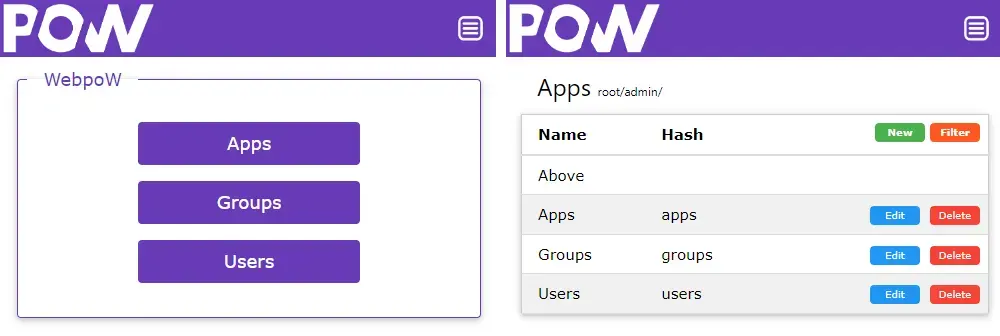 POW
WebpoW
Apps
Groups
Users
POW
Apps root/admin/
Name Hash New Filter
Above
Apps apps Edit Delete
Groups groups Edit Delete
Users users Edit Delete